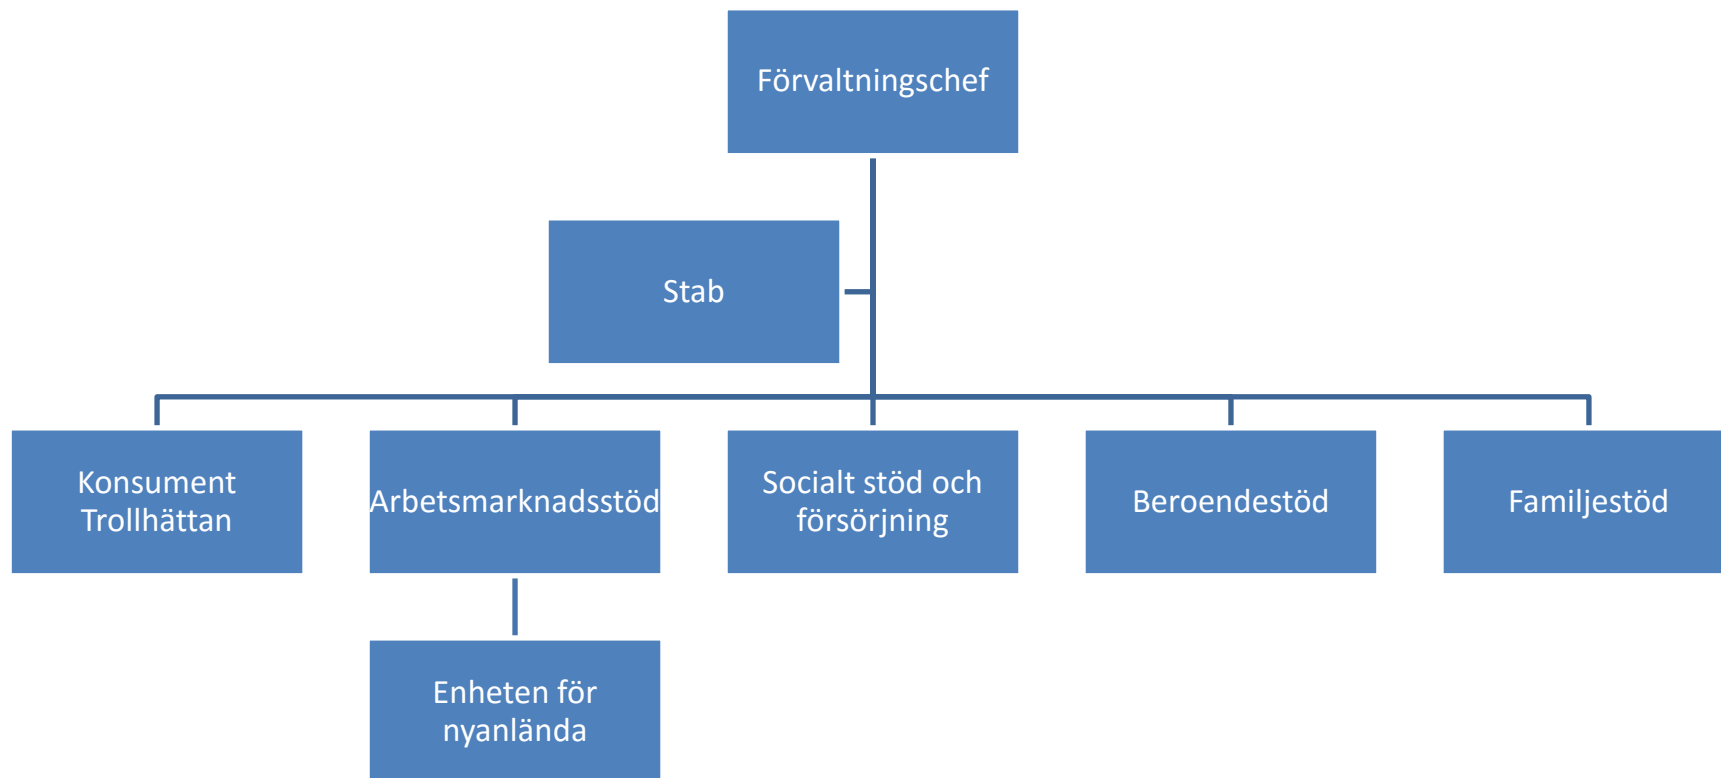 Förvaltningschef
Stab
Konsument
Trollhättan
Arbetsmarknadsstöd
Socialt stöd och
försörjning
Beroendestöd
Familjestöd
Enheten för
nyanlända